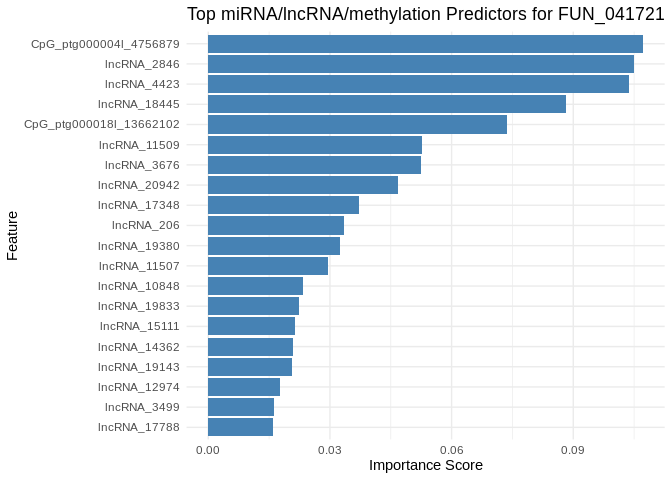 Top miRNA/lncRNA/methylation Predictors for FUN_041721
CpG_ptg000004l_4756879
lncRNA_2846
lncRNA_4423
lncRNA_18445
CpG_ptg000018l_13662102
lncRNA_11509
lncRNA_3676
lncRNA_20942
lncRNA_17348
lncRNA_206
lncRNA_19380
lncRNA_11507
lncRNA_10848
lncRNA_19833
lncRNA_15111
lncRNA_14362
lncRNA_19143
lncRNA_12974
lncRNA_3499
lncRNA_17788
Feature
0.00 0.03 0.06 0.09
Importance Score